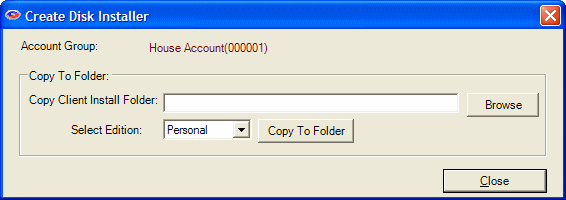 Create Disk Installer
Account Group: House Account(000001)
Copy To Folder:
Copy Client Install Folder: Browse
Select Edition: Personal Copy To Folder
Close